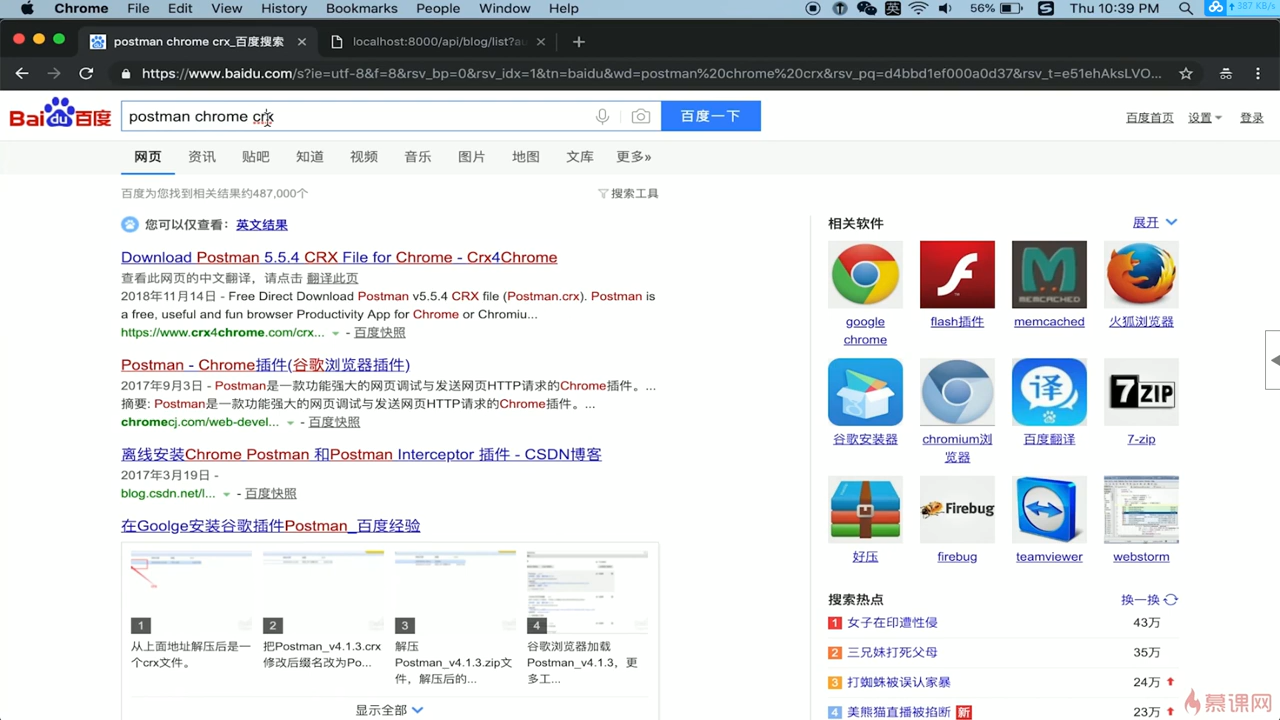 Chrome File Edit View History Bookmarks People Window Help
英 56% Thu 10:39 PM 387 KB/s
postman chrome crx_百度搜索
localhost:8000/api/blog/list?au
https://www.baidu.com/s?ie=utf-8&f=8&rsv_bp=0&rsv_idx=1&tn=baidu&wd=postman%20chrome%20crx&rsv_pq=d4bbd1ef000a0d37&rsv_t=e51ehAksLVO...
Bai du 百度
postman chrome crx
百度一下
百度首页 设置 登录
网页 资讯 贴吧 知道 视频 音乐 图片 地图 文库 更多»
百度为您找到相关结果约487,000个
搜索工具
您可以仅查看：英文结果
Download Postman 5.5.4 CRX File for Chrome - Crx4Chrome
查看此网页的中文翻译，请点击 翻译此页
2018年11月14日 - Free Direct Download Postman v5.5.4 CRX file (Postman.crx). Postman is
a free, useful and fun browser Productivity App for Chrome or Chromiu...
https://www.crx4chrome.com/crx... - 百度快照
Postman - Chrome插件(谷歌浏览器插件)
2017年9月3日 - Postman是一款功能强大的网页调试与发送网页HTTP请求的Chrome插件。...
摘要: Postman是一款功能强大的网页调试与发送网页HTTP请求的Chrome插件。...
chromecj.com/web-devel... - 百度快照
离线安装Chrome Postman 和Postman Interceptor 插件 - CSDN博客
2017年3月19日 -
blog.csdn.net/l... - 百度快照
在Goolge安装谷歌插件Postman_百度经验
1
从上面地址解压后是一
个crx文件。
2
把Postman_v4.1.3.crx
修改后缀名改为Po...
3
解压
Postman_v4.1.3.zip文
件，解压后的...
4
谷歌浏览器加载
Postman_v4.1.3，更
多工...
显示全部
相关软件
展开
google
chrome
flash插件
MEMCACHED
memcached
火狐浏览器
谷歌安装器
chromium浏
览器
译
百度翻译
7 ZIP
7-zip
好压
Firebug
firebug
teamviewer
webstorm
搜索热点
换一换
1 女子在印遭性侵 43万
2 三兄妹打死父母 35万
3 打蜘蛛被误认家暴 24万
4 美熊猫直播被掐断 新 23万
慕课网